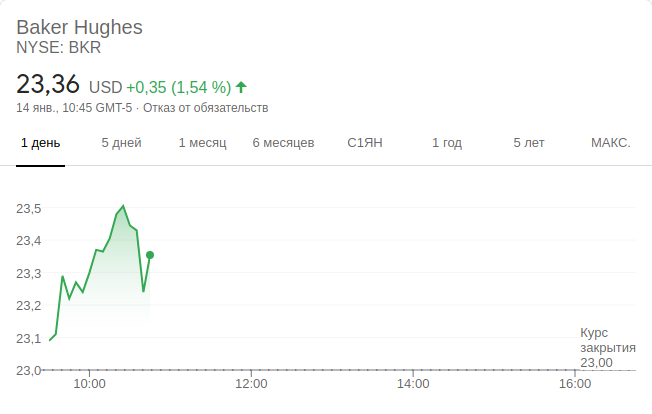 Baker Hughes
NYSE: BKR
23,36 USD +0,35 (1,54 %)
14 янв., 10:45 GMT-5 · Отказ от обязательств
1 день 5 дней 1 месяц 6 месяцев С1ЯН 1 год 5 лет МАКС.
23,5
23,4
23,3
23,2
23,1
23,0
Курс
закрытия
23,00
10:00 12:00 14:00 16:00